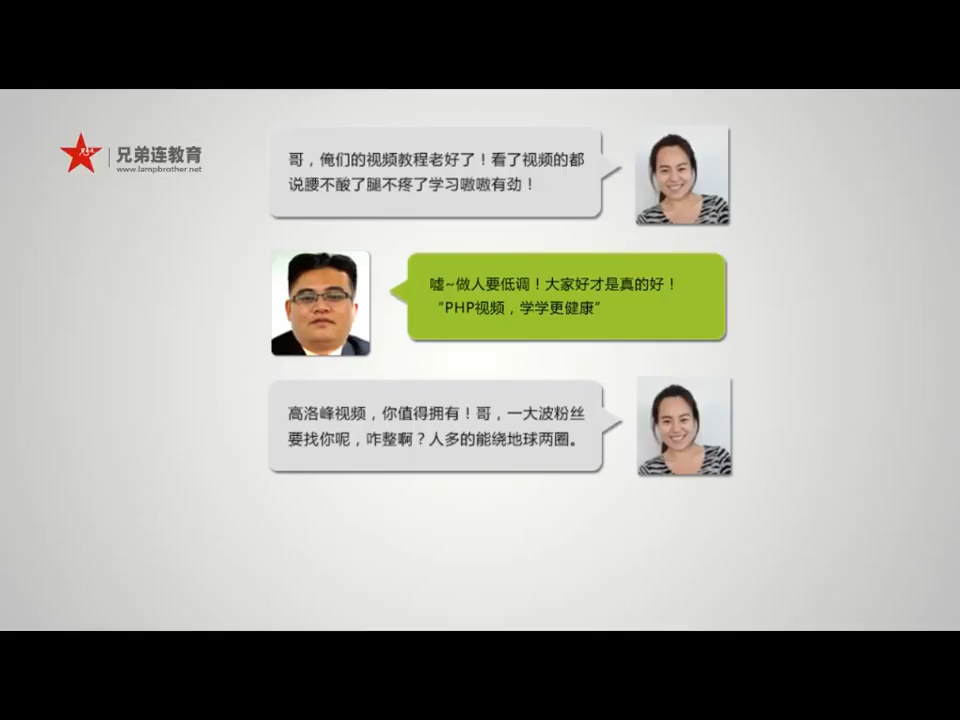 兄弟连教育
www.lampbrother.net
哥，俺们的视频教程老好了！看了视频的都
说腰不酸了腿不疼了学习嗷嗷有劲！
嘘~做人要低调！大家好才是真的好！
“PHP视频，学学更健康”
高洛峰视频，你值得拥有！哥，一大波粉丝
要找你呢，咋整啊？人多的能绕地球两圈。